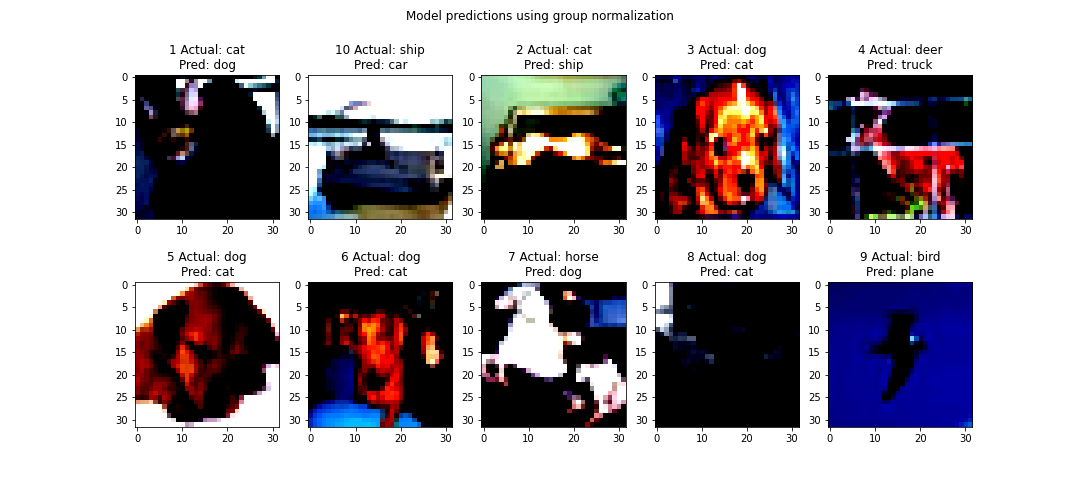 Model predictions using group normalization
1 Actual: cat
Pred: dog
10 Actual: ship
Pred: car
2 Actual: cat
Pred: ship
3 Actual: dog
Pred: cat
4 Actual: deer
Pred: truck
0
5
10
15
20
25
30
0 10 20 30
0
5
10
15
20
25
30
0 10 20 30
0
5
10
15
20
25
30
0 10 20 30
0
5
10
15
20
25
30
0 10 20 30
0
5
10
15
20
25
30
0 10 20 30
5 Actual: dog
Pred: cat
6 Actual: dog
Pred: cat
7 Actual: horse
Pred: dog
8 Actual: dog
Pred: cat
9 Actual: bird
Pred: plane
0
5
10
15
20
25
30
0 10 20 30
0
5
10
15
20
25
30
0 10 20 30
0
5
10
15
20
25
30
0 10 20 30
0
5
10
15
20
25
30
0 10 20 30
0
5
10
15
20
25
30
0 10 20 30